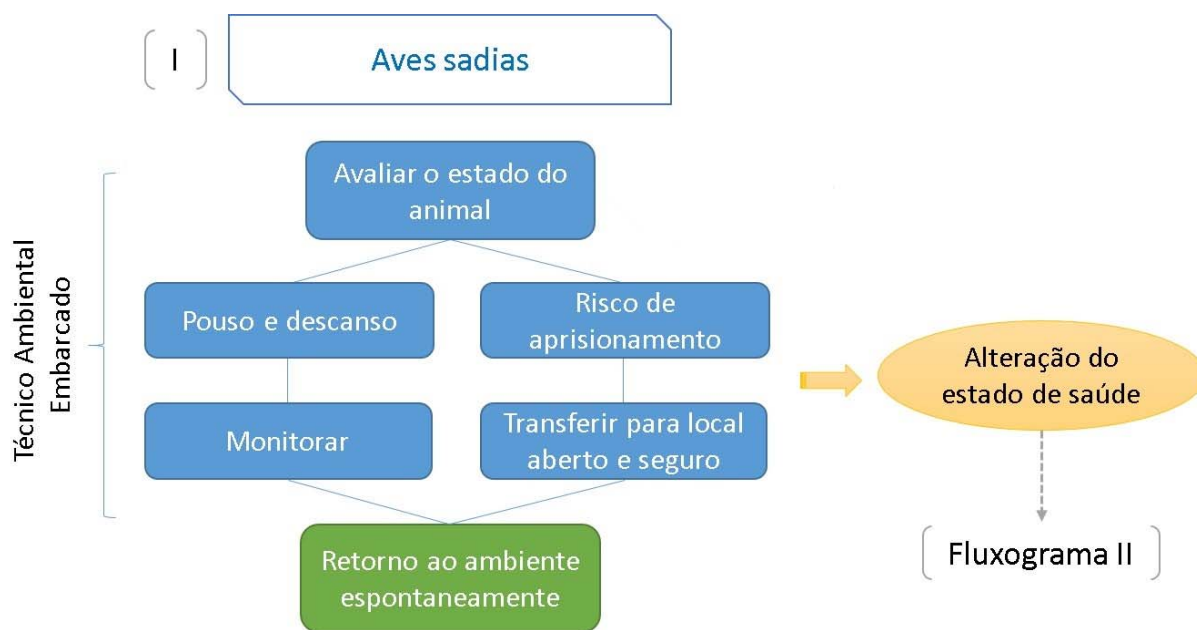 I
Aves sadias
Avaliar o estado do
animal
Pouso e descanso
Risco de
aprisionamento
Monitorar
Transferir para local
aberto e seguro
Retorno ao ambiente
espontaneamente
Técnico Ambiental
Embarcado
Alteração do
estado de saúde
Fluxograma II